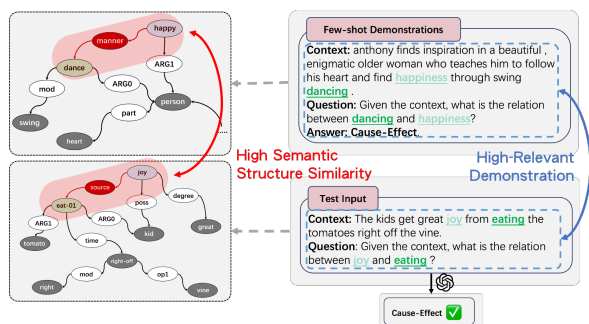 manner
happy
dance
ARG1
mod
ARG0
person
swing
part
heart
....
High Semantic
Structure Similarity
source
joy
degree
eat-01
poss
ARG1
ARG0
great
tomato
time
kid
right-off
mod
op1
right
vine
Few-shot Demonstrations
Context: anthony finds inspiration in a beautiful ,
enigmatic older woman who teaches him to follow
his heart and find happiness through swing
dancing .
Question: Given the context, what is the relation
between dancing and happiness?
Answer: Cause-Effect
High-Relevant
Demonstration
Test Input
Context: The kids get great joy from eating the
tomatoes right off the vine.
Question: Given the context, what is the relation
between joy and eating ?
Cause-Effect